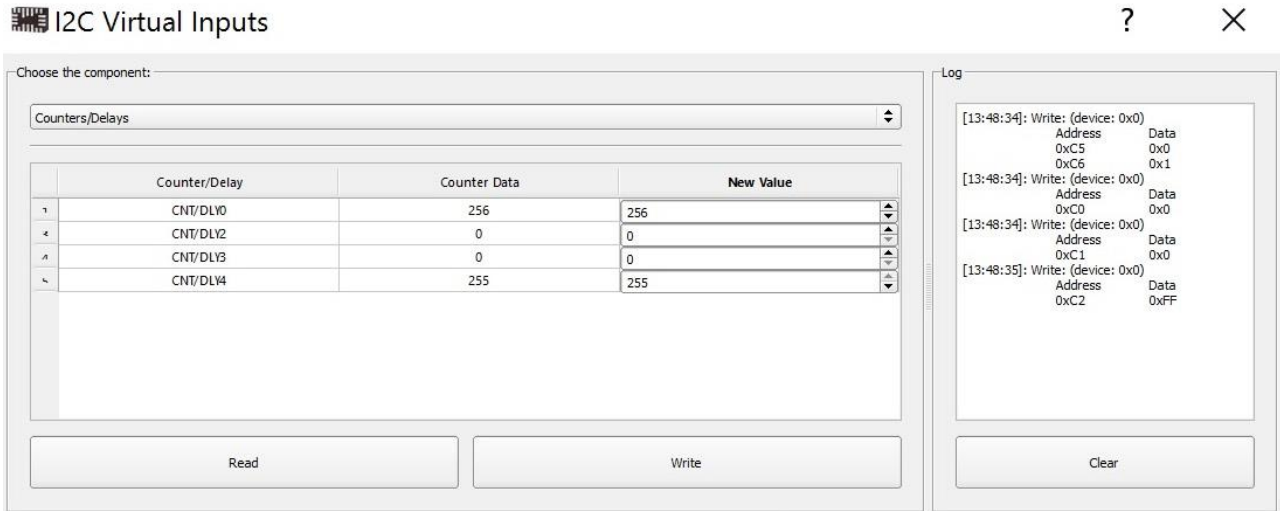 I2C Virtual Inputs
? X
Choose the component:
Counters/Delays
Counter/Delay Counter Data New Value
CNT/DLY0 256 256
CNT/DLY2 0 0
CNT/DLY3 0 0
CNT/DLY4 255 255
Read Write
Log
[13:48:34]: Write: (device: 0x0)
Address Data
0xC5 0x0
0xC6 0x1
[13:48:34]: Write: (device: 0x0)
Address Data
0xC0 0x0
[13:48:34]: Write: (device: 0x0)
Address Data
0xC1 0x0
[13:48:35]: Write: (device: 0x0)
Address Data
0xC2 0xFF
Clear